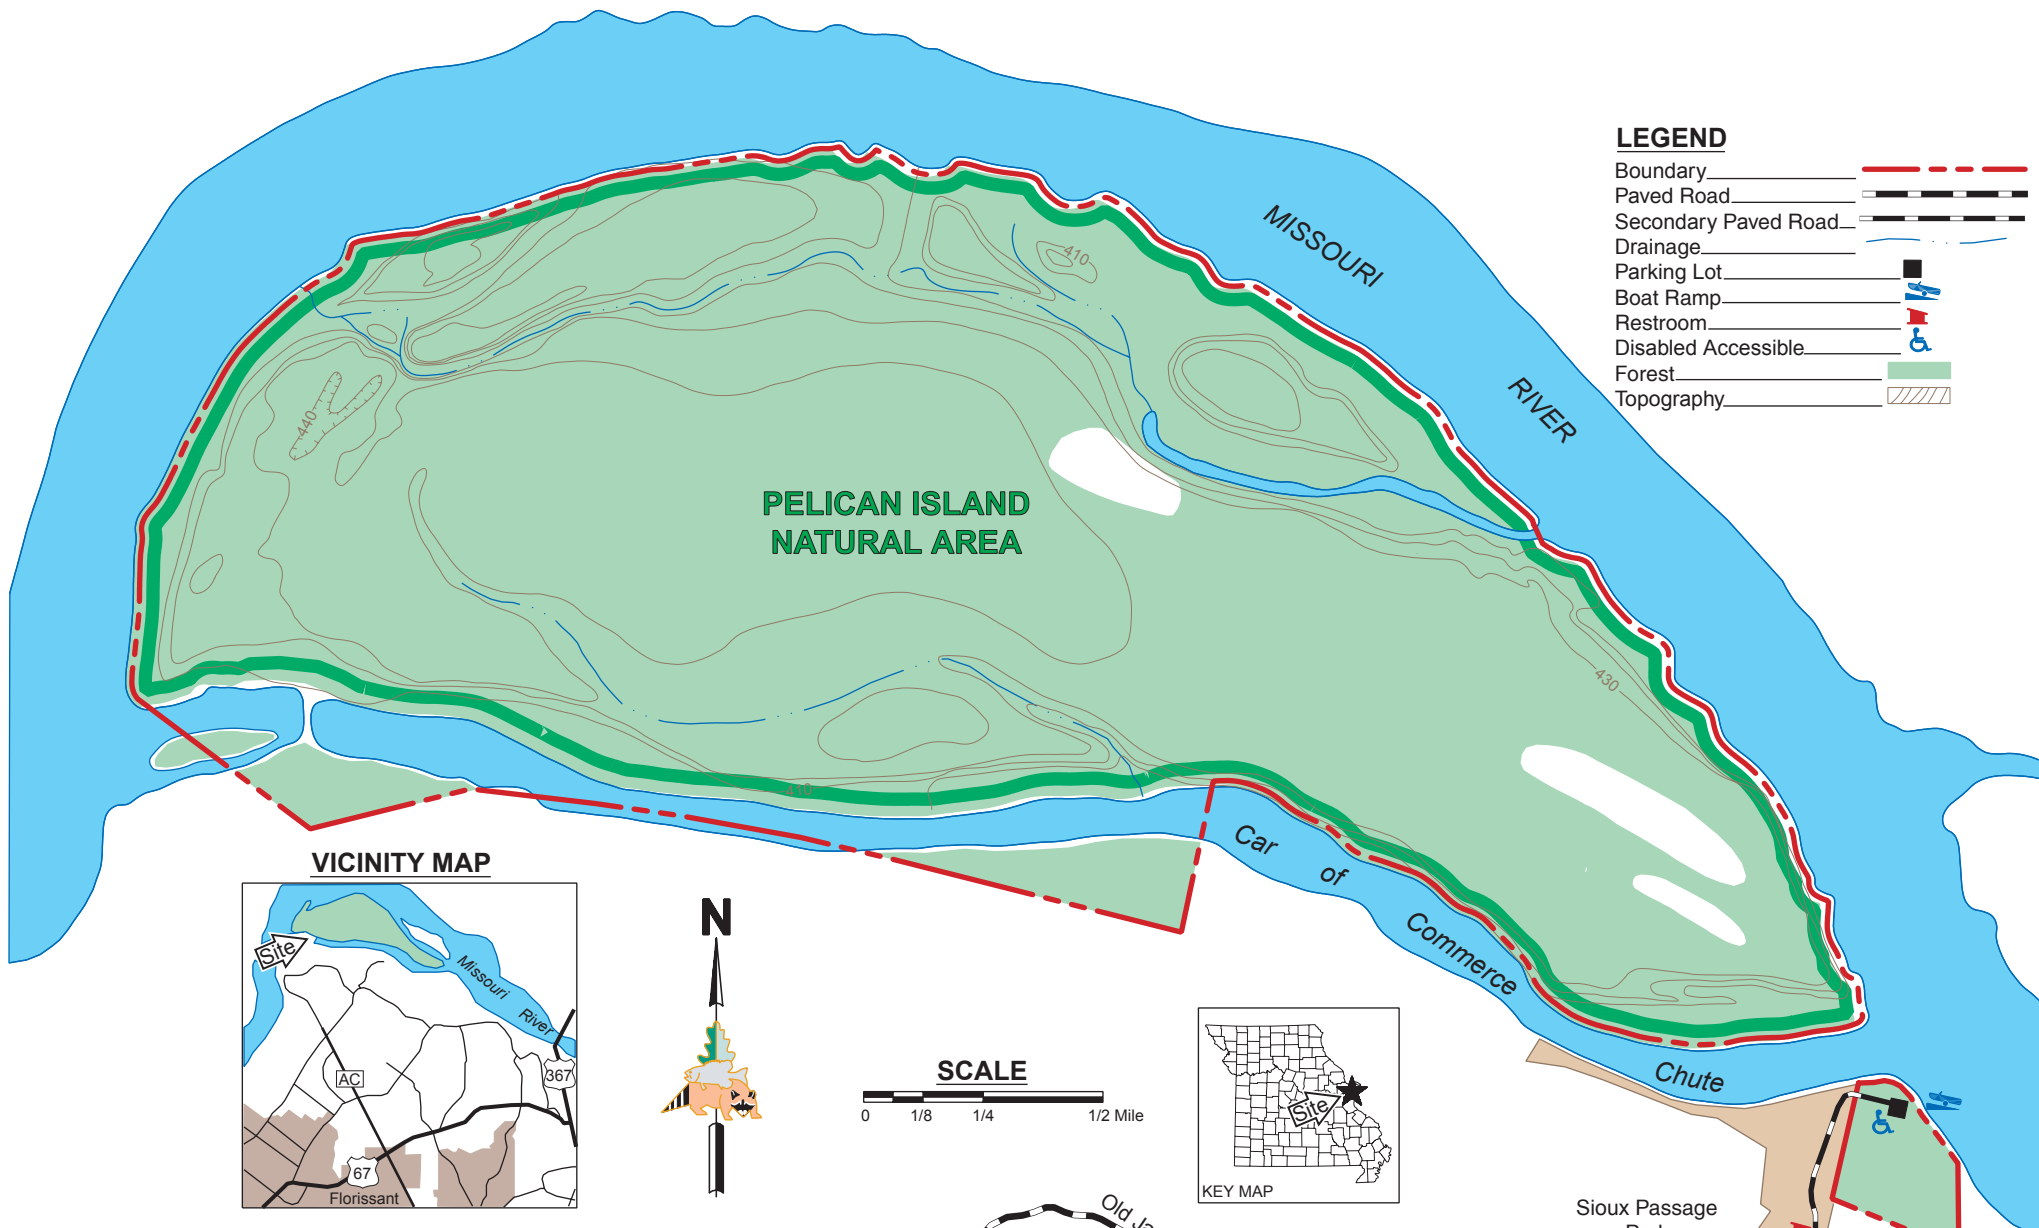 MISSOURI
RIVER
LEGEND
Boundary
Paved Road
Secondary Paved Road
Drainage
Parking Lot
Boat Ramp
Restroom
Disabled Accessible
Forest
Topography
410
440
PELICAN ISLAND
NATURAL AREA
430
410
Car
of
Commerce
Chute
VICINITY MAP
Site
Missouri
River
AC
367
67
Florissant
N
SCALE
0
1/8
1/4
1/2 Mile
Site
KEY MAP
Old
Sioux Passage